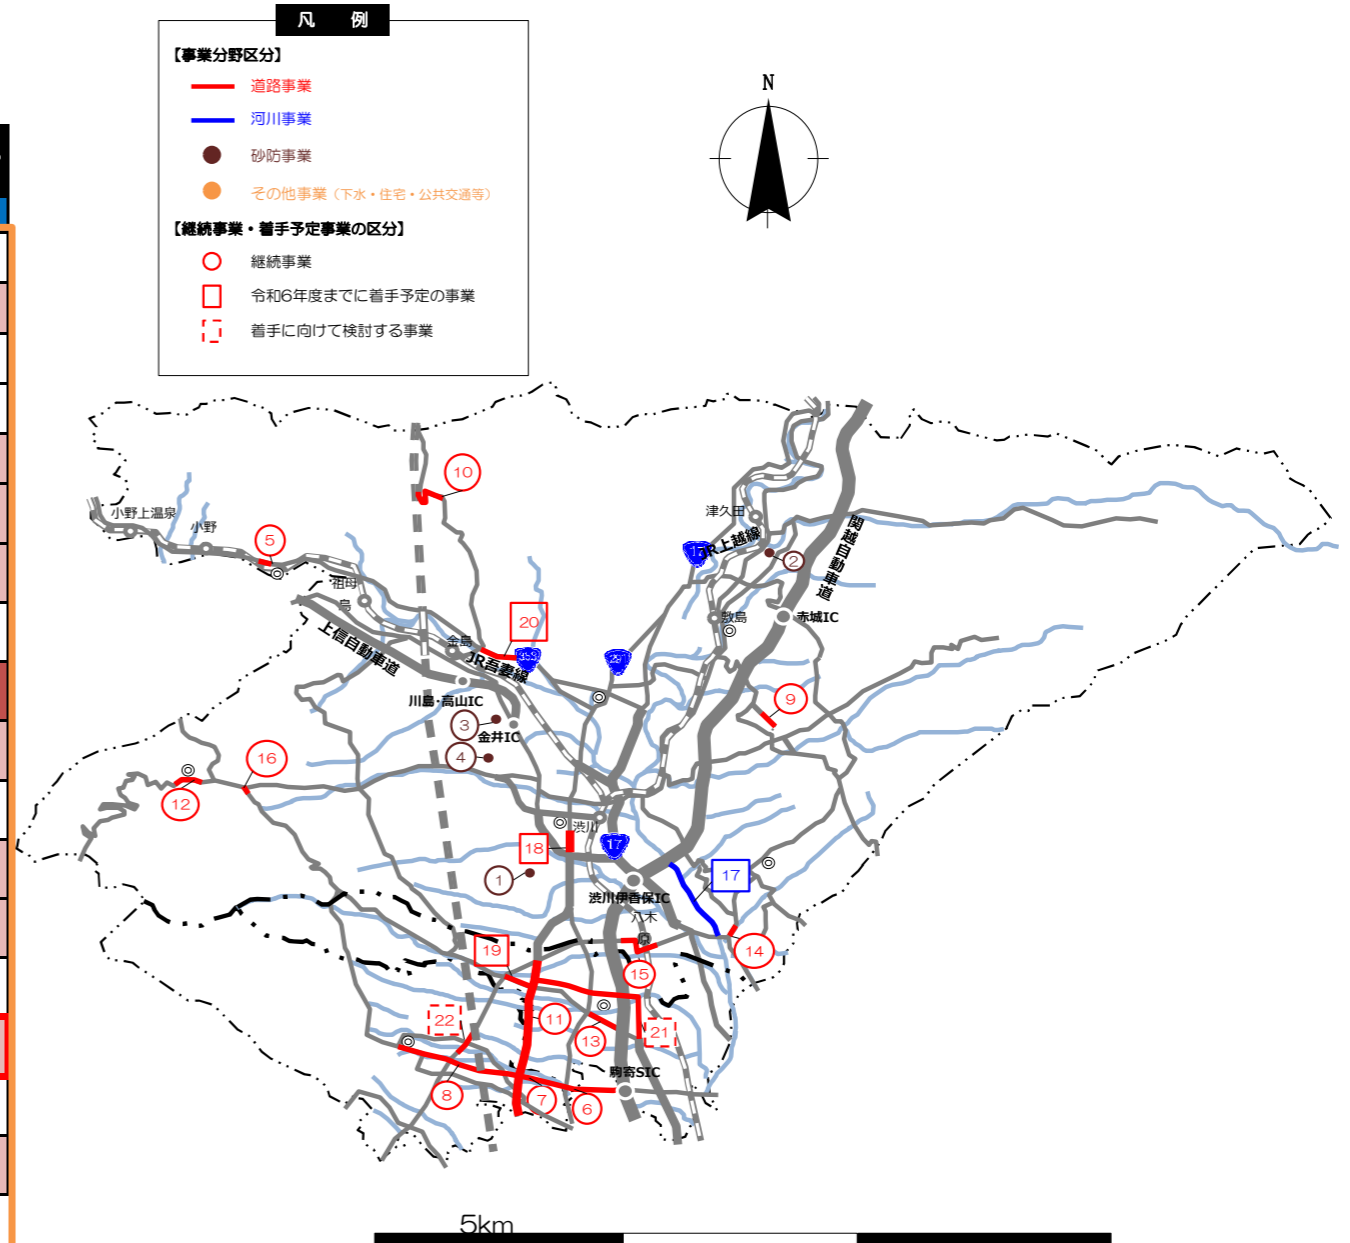 凡 例
【事業分野区分】
道路事業
河川事業
砂防事業
その他事業（下水・住宅・公共交通等）
【継続事業・着手予定事業の区分】
継続事業
令和6年度までに着手予定の事業
着手に向けて検討する事業
N
10
小野上温泉
小野
5
津久田
17
JR上越線
2
関越自動車道
祖母
島
20
敷島
赤城IC
上信自動車道
金島
JR吾妻線
353
川島・高山IC
9
3
金井IC
4
16
12
渋川
17
18
1
17
渋川伊香保IC
八木
原
14
19
15
22
11
13
21
駒寄SIC
8
7
6
5km